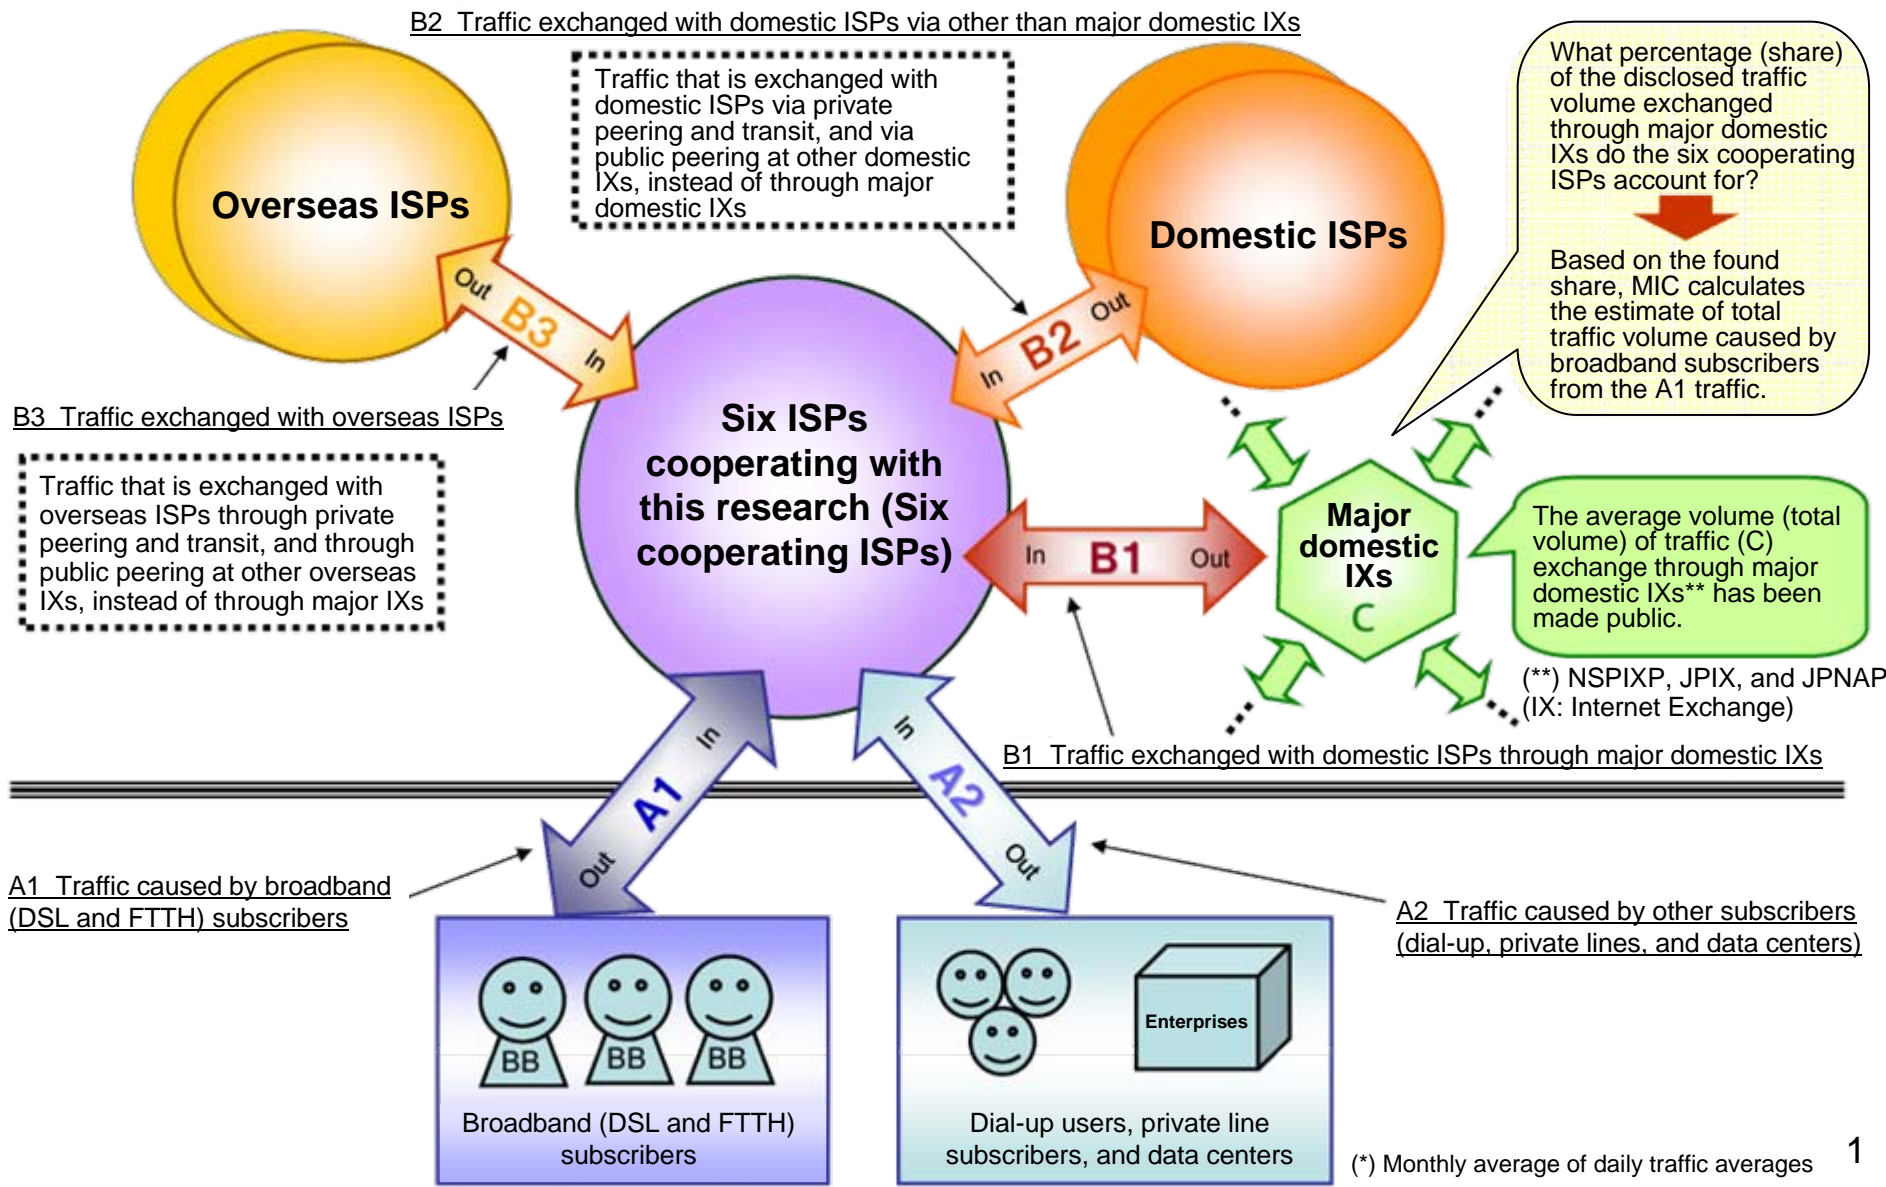 B2  Traffic exchanged with domestic ISPs via other than major domestic IXs
Traffic that is exchanged with
domestic ISPs via private
peering and transit, and via
public peering at other domestic
IXs, instead of through major
domestic IXs
What percentage (share)
of the disclosed traffic
volume exchanged
through major domestic
IXs do the six cooperating
ISPs account for?
Based on the found
share, MIC calculates
the estimate of total
traffic volume caused by
broadband subscribers
from the A1 traffic.
Overseas ISPs
Domestic ISPs
Out
B3
In
Out
B2
In
B3  Traffic exchanged with overseas ISPs
Traffic that is exchanged with
overseas ISPs through private
peering and transit, and through
public peering at other overseas
IXs, instead of through major IXs
Six ISPs
cooperating with
this research (Six
cooperating ISPs)
In
B1
Out
Major
domestic
IXs
C
The average volume (total
volume) of traffic (C)
exchange through major
domestic IXs** has been
made public.
(**) NSPIXP, JPIX, and JPNAP
(IX: Internet Exchange)
B1  Traffic exchanged with domestic ISPs through major domestic IXs
In
A1
Out
In
A2
Out
A1  Traffic caused by broadband
(DSL and FTTH) subscribers
A2  Traffic caused by other subscribers
(dial-up, private lines, and data centers)
BB
BB
BB
Broadband (DSL and FTTH)
subscribers
Enterprises
Dial-up users, private line
subscribers, and data centers
(*) Monthly average of daily traffic averages
1